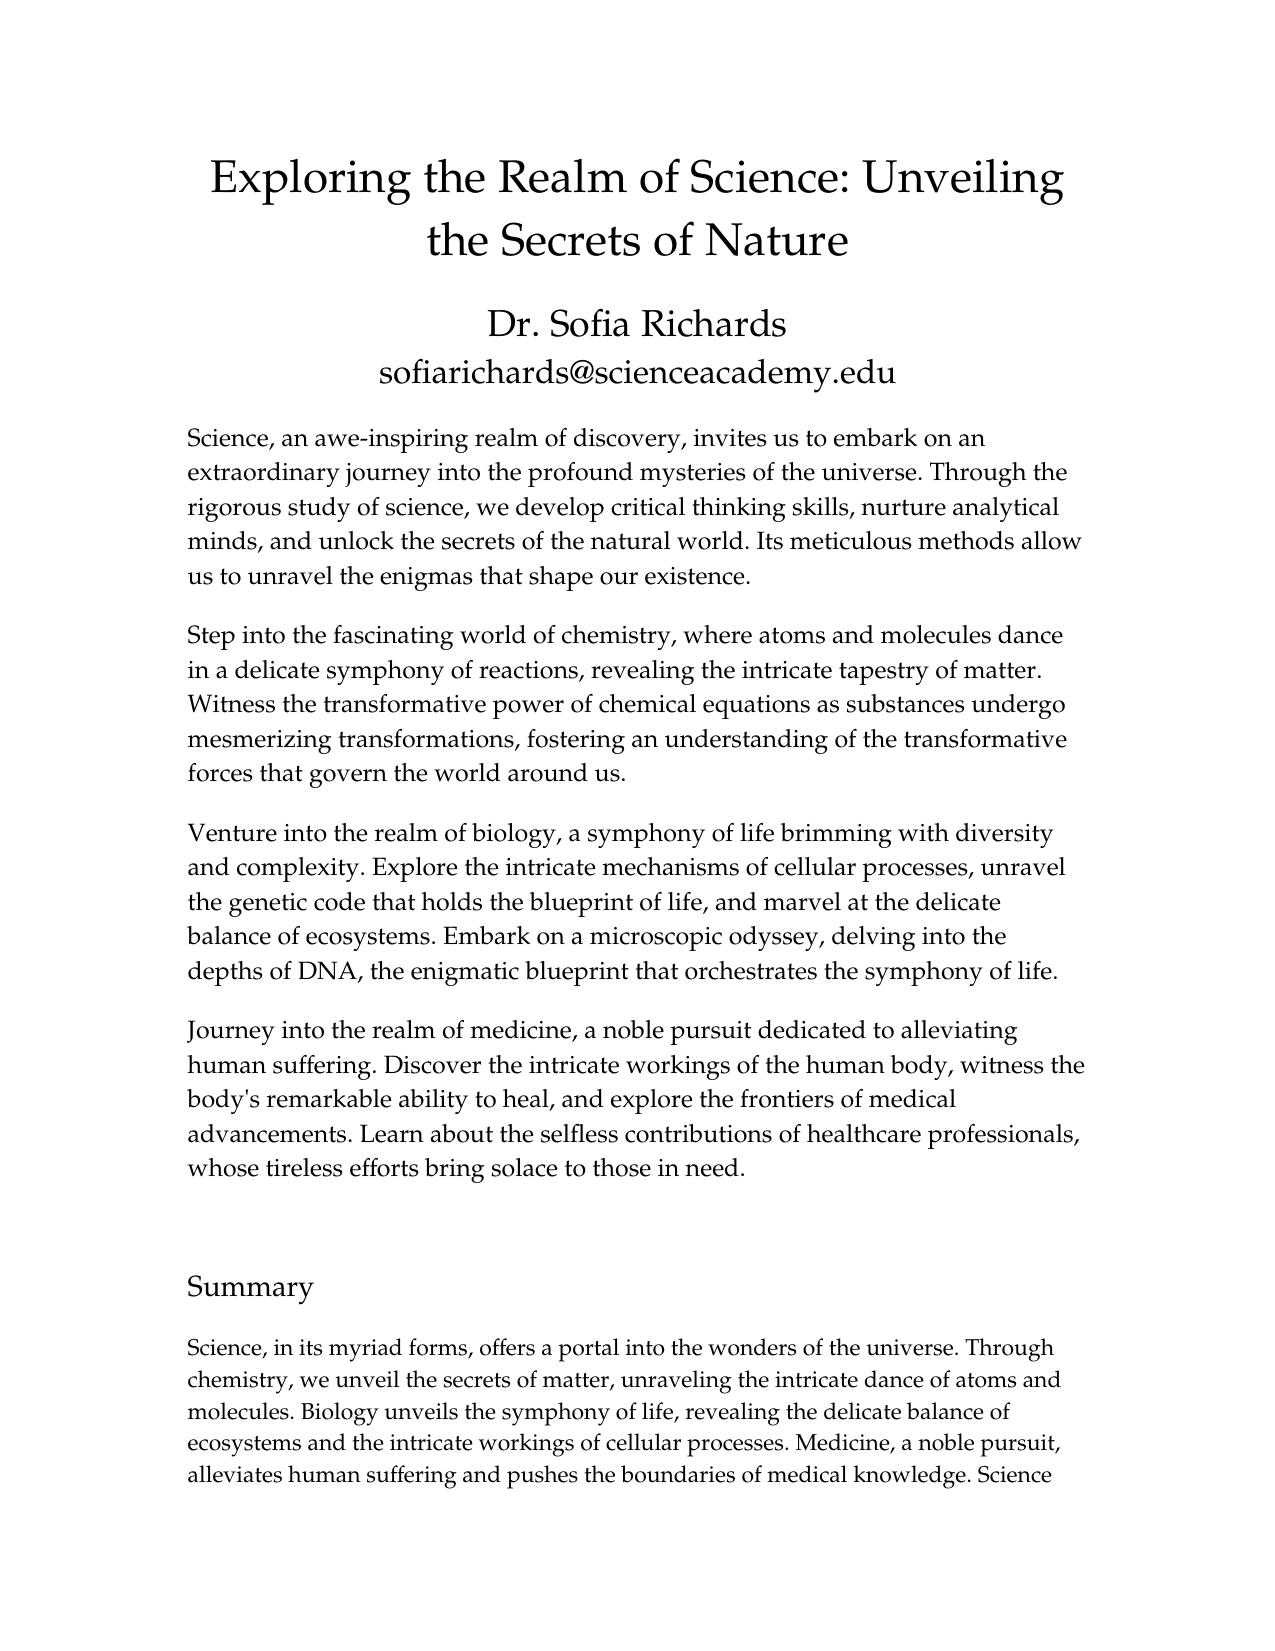 Exploring the Realm of Science: Unveiling
the Secrets of Nature
Dr. Sofia Richards
sofiarichards@scienceacademy.edu
Science, an awe-inspiring realm of discovery, invites us to embark on an
extraordinary journey into the profound mysteries of the universe. Through the
rigorous study of science, we develop critical thinking skills, nurture analytical
minds, and unlock the secrets of the natural world. Its meticulous methods allow
us to unravel the enigmas that shape our existence.
Step into the fascinating world of chemistry, where atoms and molecules dance
in a delicate symphony of reactions, revealing the intricate tapestry of matter.
Witness the transformative power of chemical equations as substances undergo
mesmerizing transformations, fostering an understanding of the transformative
forces that govern the world around us.
Venture into the realm of biology, a symphony of life brimming with diversity
and complexity. Explore the intricate mechanisms of cellular processes, unravel
the genetic code that holds the blueprint of life, and marvel at the delicate
balance of ecosystems. Embark on a microscopic odyssey, delving into the
depths of DNA, the enigmatic blueprint that orchestrates the symphony of life.
Journey into the realm of medicine, a noble pursuit dedicated to alleviating
human suffering. Discover the intricate workings of the human body, witness the
body's remarkable ability to heal, and explore the frontiers of medical
advancements. Learn about the selfless contributions of healthcare professionals,
whose tireless efforts bring solace to those in need.
Summary
Science, in its myriad forms, offers a portal into the wonders of the universe. Through
chemistry, we unveil the secrets of matter, unraveling the intricate dance of atoms and
molecules. Biology unveils the symphony of life, revealing the delicate balance of
ecosystems and the intricate workings of cellular processes. Medicine, a noble pursuit,
alleviates human suffering and pushes the boundaries of medical knowledge. Science